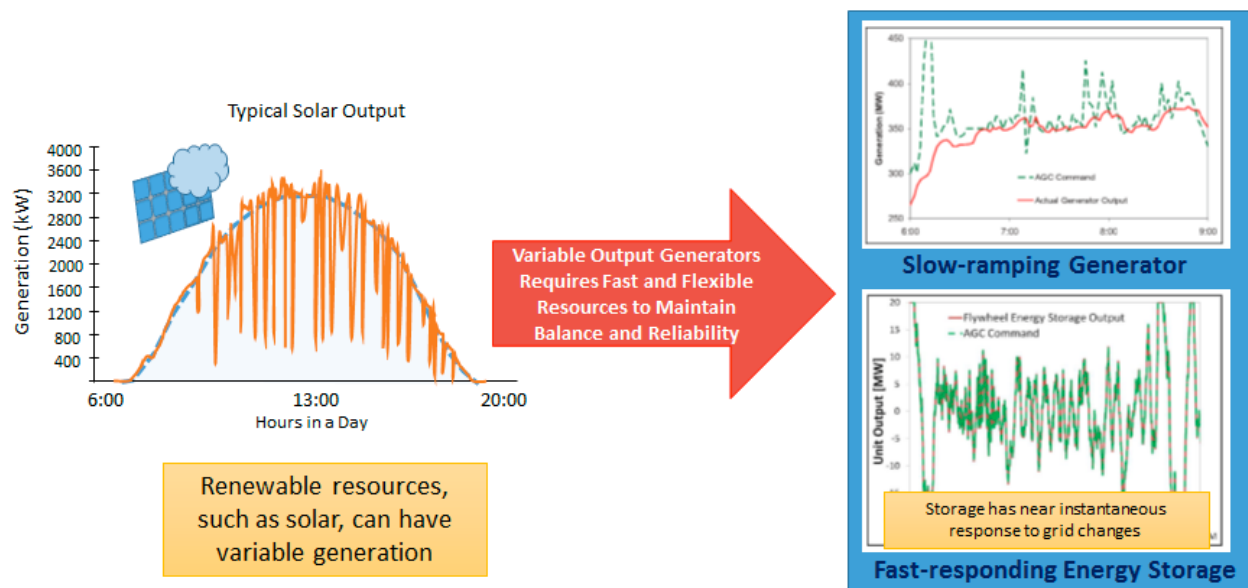 Typical Solar Output
Generation (kW)
4000
3600
3200
2800
2400
2000
1600
1200
800
400
6:00
13:00
20:00
Hours in a Day
Renewable resources,
such as solar, can have
variable generation
Variable Output Generators
Requires Fast and Flexible
Resources to Maintain
Balance and Reliability
Generation (MW)
450
400
350
300
250
AGC Command
Actual Generator Output
6:00
7:00
8:00
9:00
Slow-ramping Generator
Unit Output [MW]
20
15
10
5
0
-5
-10
Flywheel Energy Storage Output
AGC Command
Storage has near instantaneous
response to grid changes
Fast-responding Energy Storage